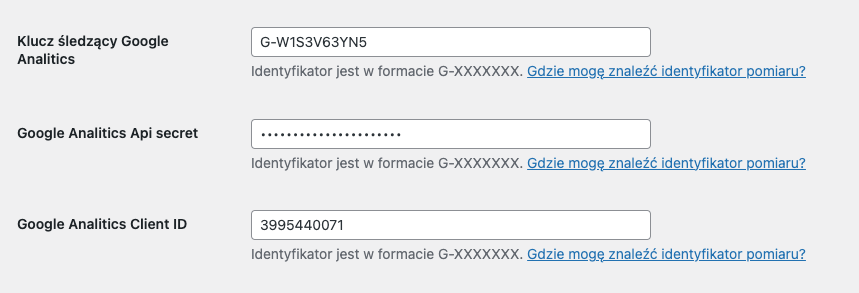 Klucz śledzący Google
Analitics
G-W1S3V63YN5
Identyfikator jest w formacie G-XXXXXXX. Gdzie mogę znaleźć identyfikator pomiaru?
Google Analitics Api secret
••••••••••••••••••••••
Identyfikator jest w formacie G-XXXXXXX. Gdzie mogę znaleźć identyfikator pomiaru?
Google Analitics Client ID
3995440071
Identyfikator jest w formacie G-XXXXXXX. Gdzie mogę znaleźć identyfikator pomiaru?